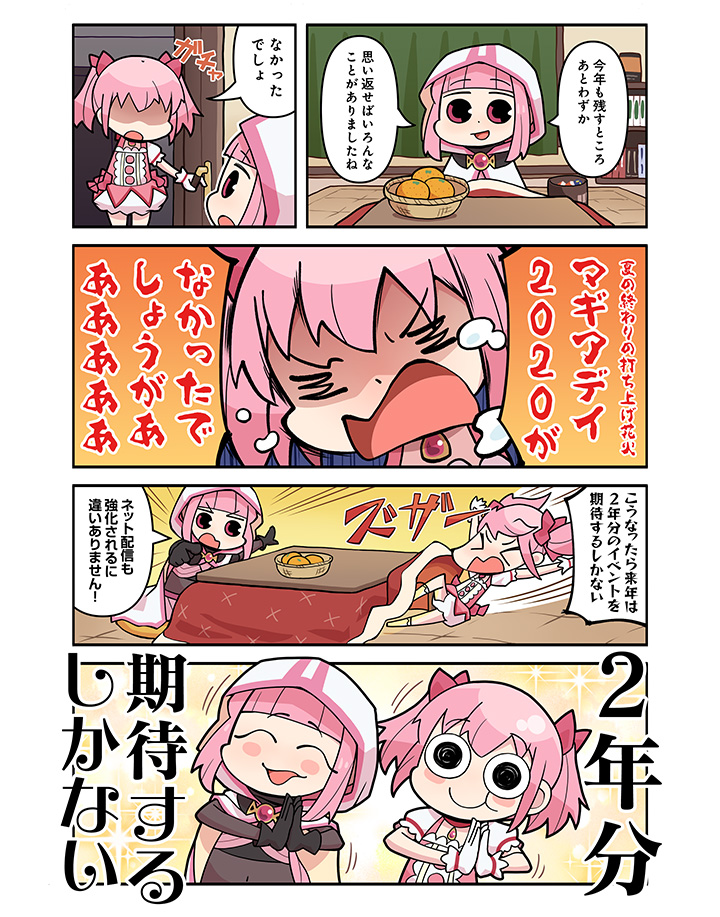 今年も残すところ
あとわずか
思い返せばいろんな
ことがありましたね
なかった
でしょ
ガチャ
夏の終わりの打ち上げ花火
マギアデイ
2020が
なかったで
しょうがぁ
ああああぁ
こうなったら来年は
2年分のイベントを
期待するしかない
ズザー
ネット配信も
強化されるに
違いありません!
2年分
期待する
しかない